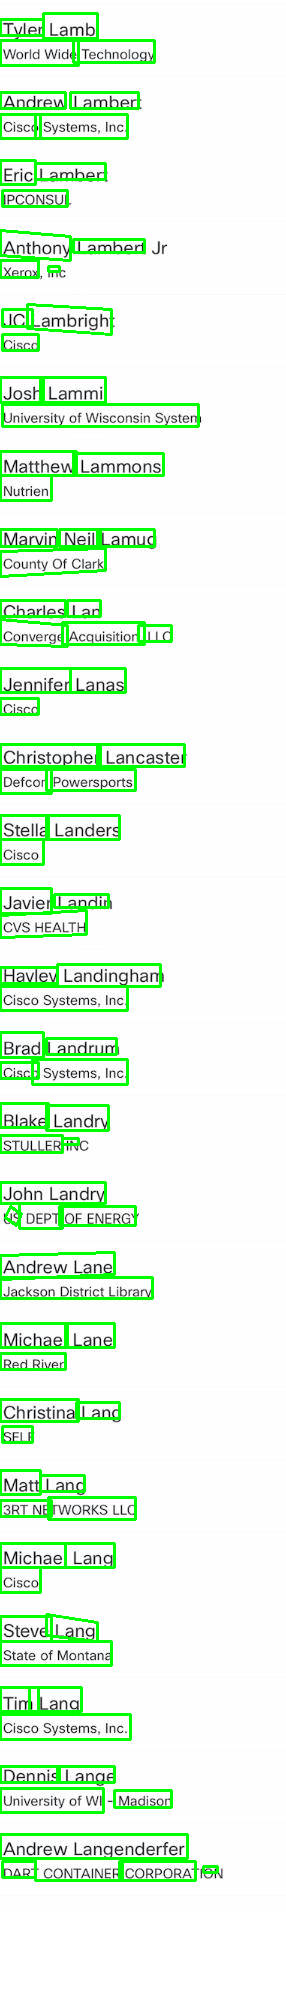 Tyler Lamb
World Wide Technology
Andrew Lambert
Cisco Systems, Inc.
Eric Lambert
IPCONSUL
Anthony Lambert Jr
Xerox, Inc
JC Lambright
Cisco
Josh Lammi
University of Wisconsin System
Matthew Lammons
Nutrien
Marvin Neil Lamug
County Of Clark
Charles Lan
Converge Acquisition LLC
Jennifer Lanas
Cisco
Christopher Lancaster
Defcon Powersports
Stella Landers
Cisco
Javier Landin
CVS HEALTH
Hayley Landingham
Cisco Systems, Inc.
Brad Landrum
Cisco Systems, Inc.
Blake Landry
STULLER INC
John Landry
US DEPT OF ENERGY
Andrew Lane
Jackson District Library
Michael Lane
Red River
Christina Lang
SELF
Matt Lang
3RT NETWORKS LLC
Michael Lang
Cisco
Steve Lang
State of Montana
Tim Lang
Cisco Systems, Inc.
Dennis Lange
University of WI - Madison
Andrew Langenderfer
DART CONTAINER CORPORATION